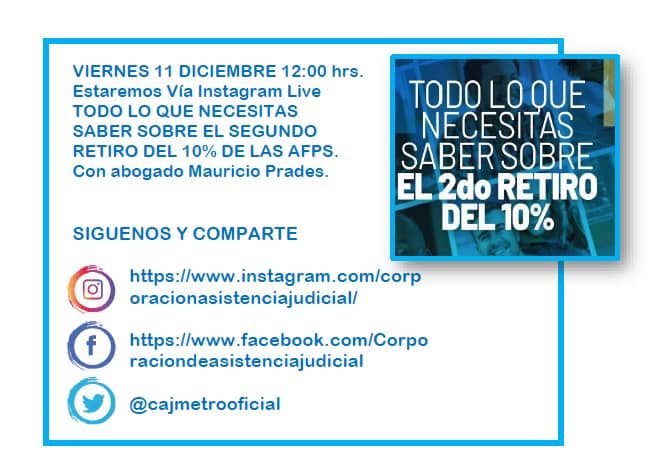 VIERNES 11 DICIEMBRE 12:00 hrs.
Estaremos Vía Instagram Live
TODO LO QUE NECESITAS
SABER SOBRE EL SEGUNDO
RETIRO DEL 10% DE LAS AFPS.
Con abogado Mauricio Prades.
TODO LO QUE
NECESITAS
SABER SOBRE
EL 2do RETIRO
DEL 10%
SIGUENOS Y COMPARTE
https://www.instagram.com/corp
oracionasistenciajudicial/
https://www.facebook.com/Corpo
raciondeasistenciajudicial
@cajmetrooficial